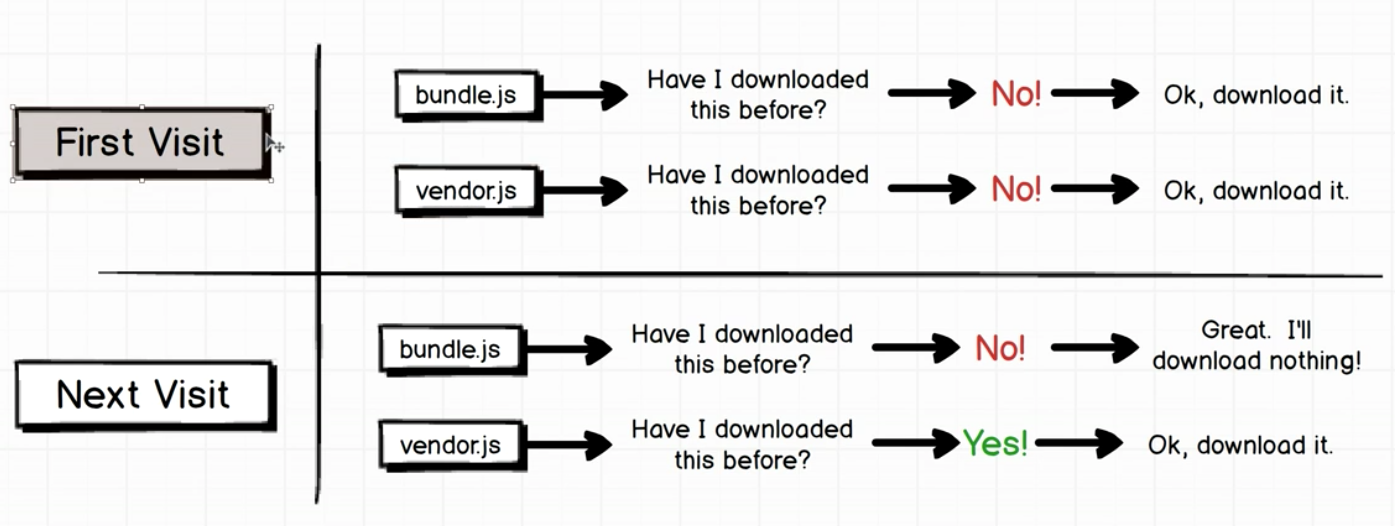 First Visit
bundle.js
Have I downloaded
this before?
No!
Ok, download it.
vendor.js
Have I downloaded
this before?
No!
Ok, download it.
Next Visit
bundle.js
Have I downloaded
this before?
No!
Great. I'll
download nothing!
vendor.js
Have I downloaded
this before?
Yes!
Ok, download it.